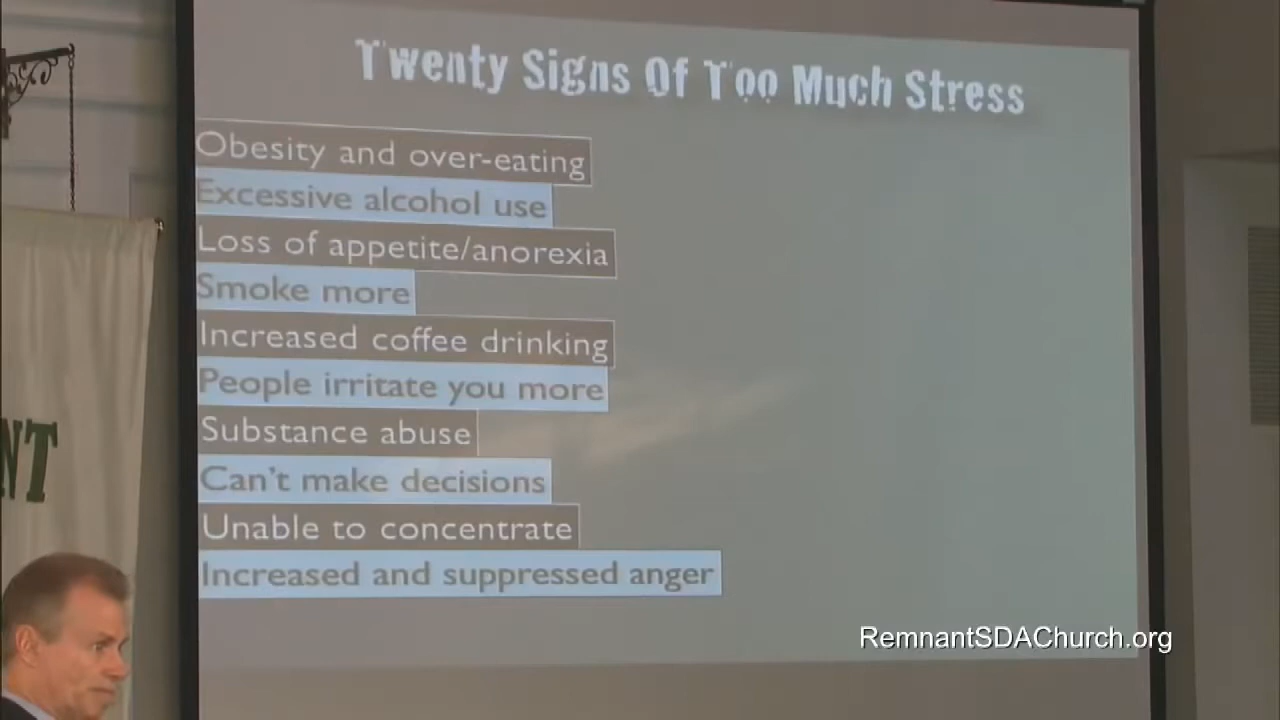 Twenty Signs Of Too Much Stress
Obesity and over-eating
Excessive alcohol use
Loss of appetite/anorexia
Smoke more
Increased coffee drinking
People irritate you more
Substance abuse
Can't make decisions
Unable to concentrate
Increased and suppressed anger
NT
RemnantSDAChurch.org